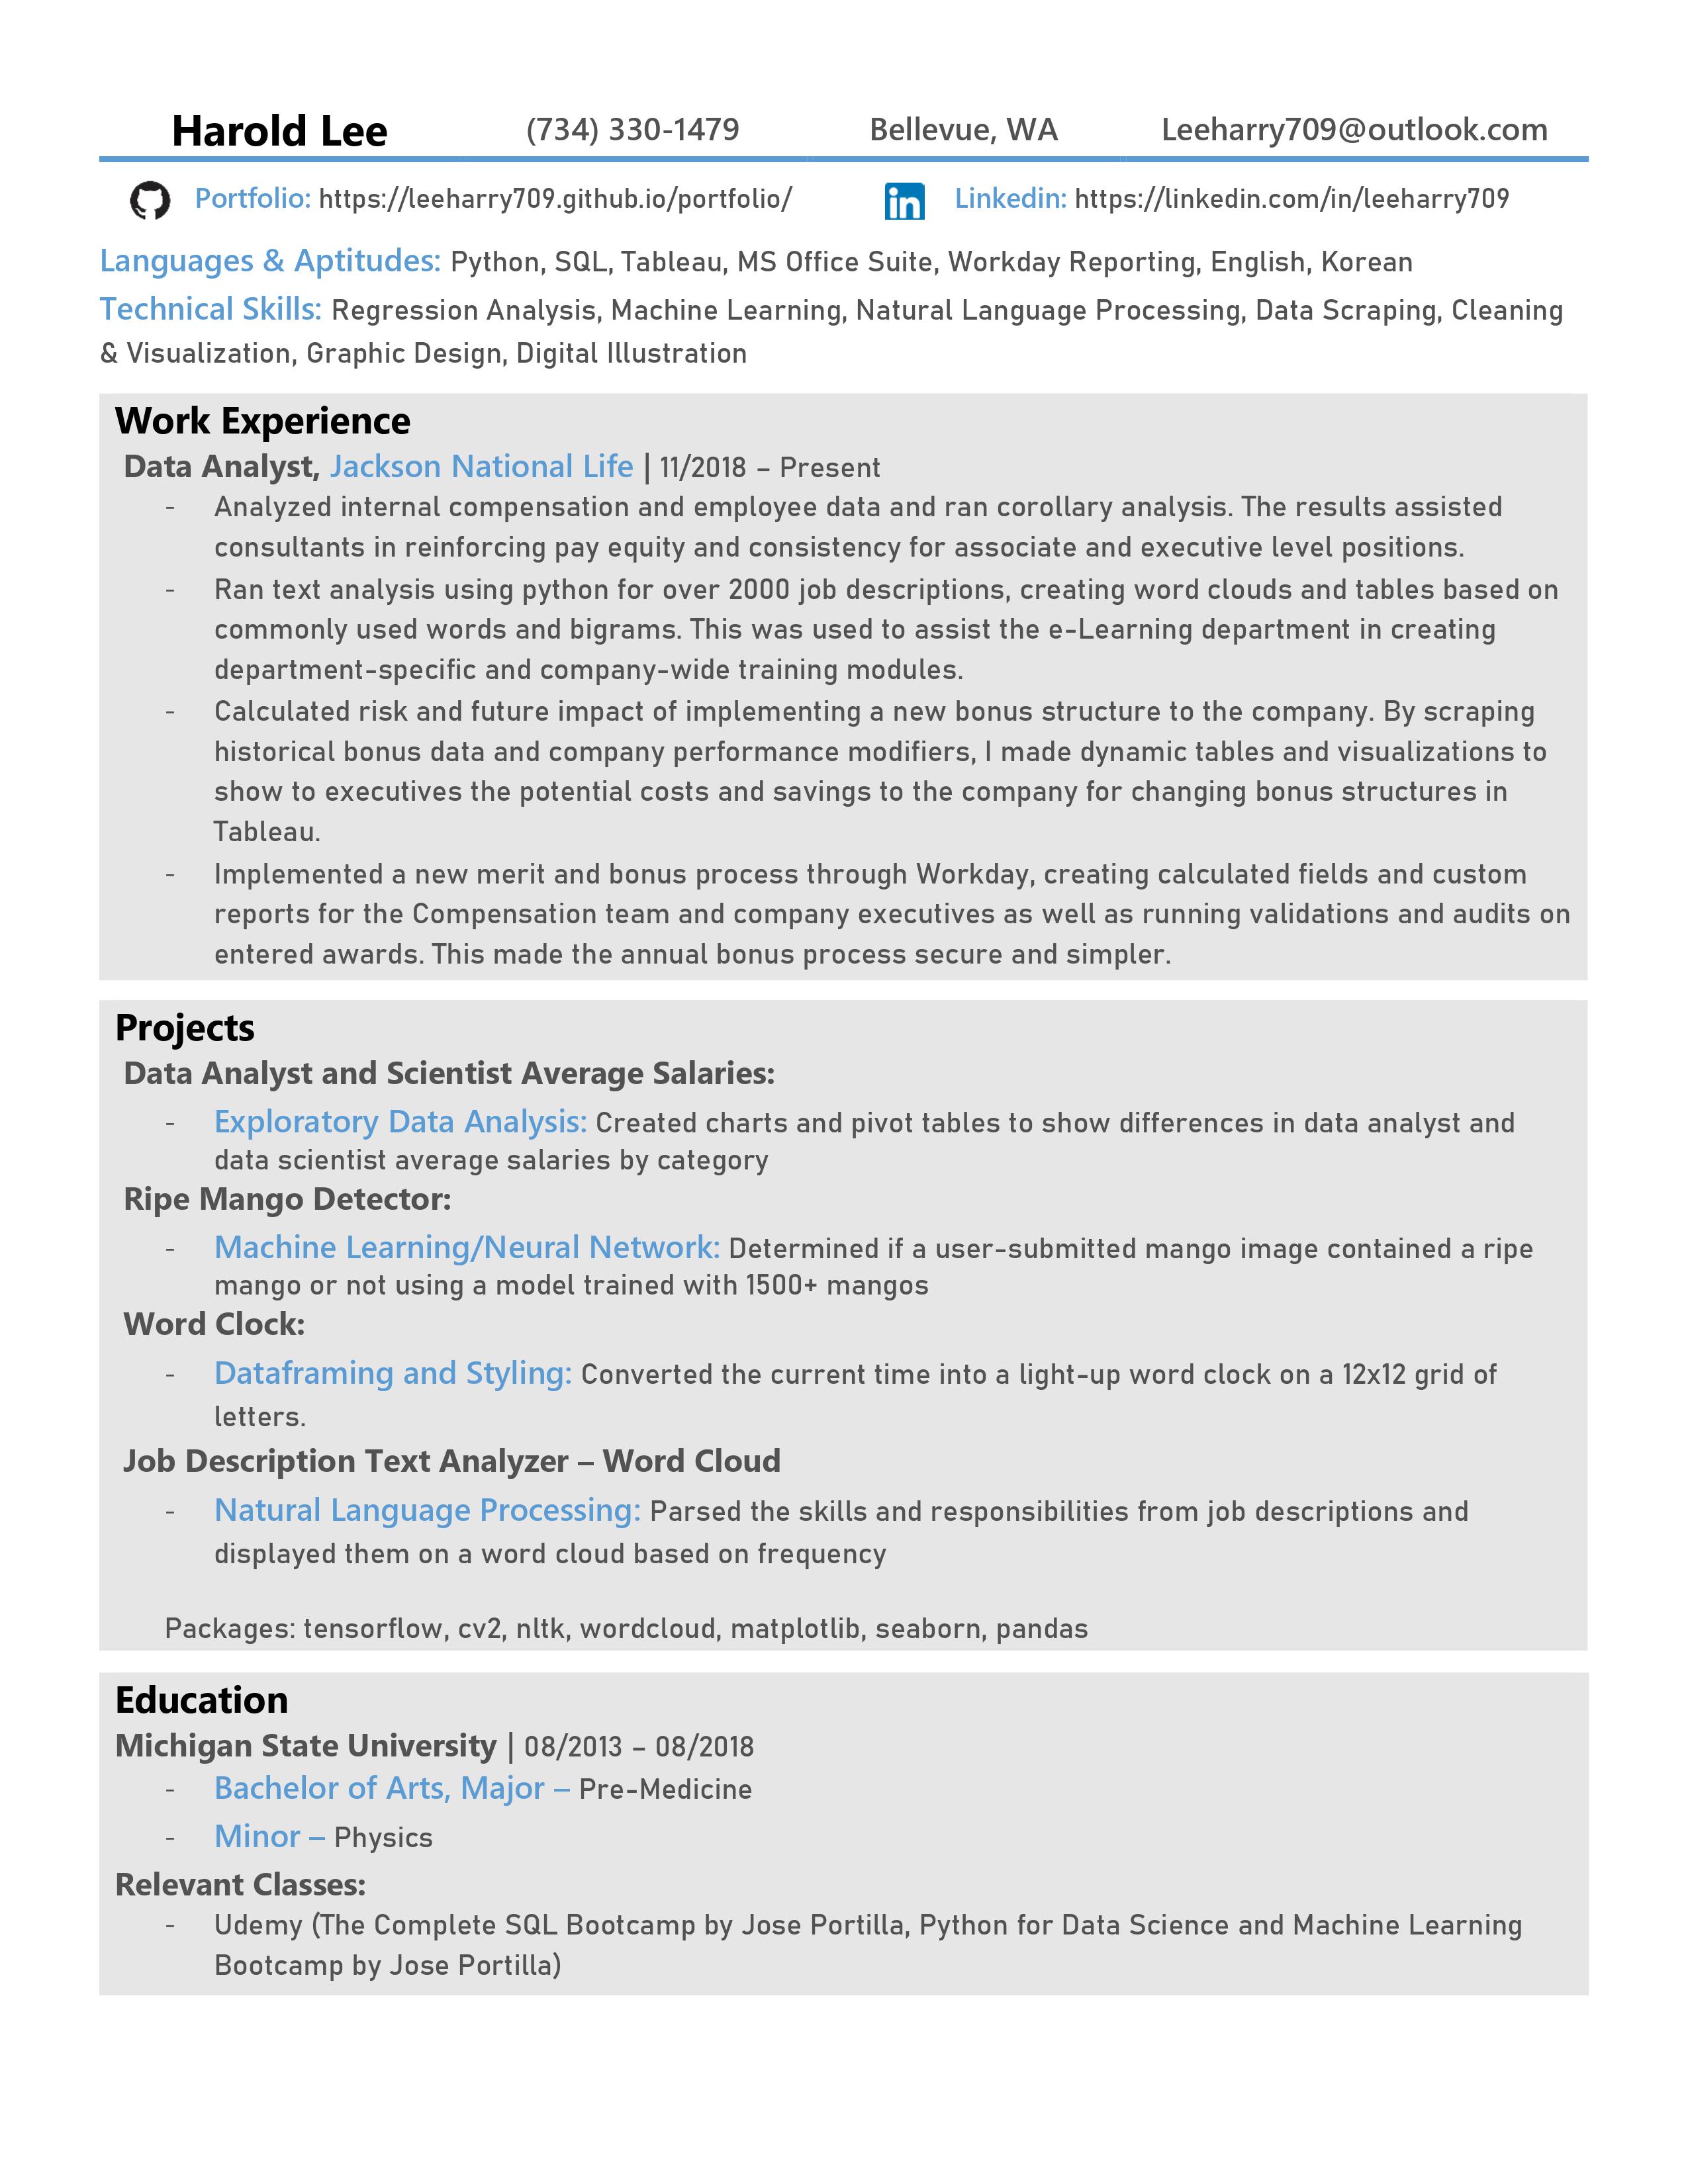 Harold Lee (734) 330-1479 Bellevue, WA Leeharry709@outlook.com
Portfolio: https://leeharry709.github.io/portfolio/ in Linkedin: https://linkedin.com/in/leeharry709
Languages & Aptitudes: Python, SQL, Tableau, MS Office Suite, Workday Reporting, English, Korean
Technical Skills: Regression Analysis, Machine Learning, Natural Language Processing, Data Scraping, Cleaning
& Visualization, Graphic Design, Digital Illustration
Work Experience
Data Analyst, Jackson National Life | 11/2018 – Present
- Analyzed internal compensation and employee data and ran corollary analysis. The results assisted
consultants in reinforcing pay equity and consistency for associate and executive level positions.
- Ran text analysis using python for over 2000 job descriptions, creating word clouds and tables based on
commonly used words and bigrams. This was used to assist the e-Learning department in creating
department-specific and company-wide training modules.
- Calculated risk and future impact of implementing a new bonus structure to the company. By scraping
historical bonus data and company performance modifiers, I made dynamic tables and visualizations to
show to executives the potential costs and savings to the company for changing bonus structures in
Tableau.
- Implemented a new merit and bonus process through Workday, creating calculated fields and custom
reports for the Compensation team and company executives as well as running validations and audits on
entered awards. This made the annual bonus process secure and simpler.
Projects
Data Analyst and Scientist Average Salaries:
- Exploratory Data Analysis: Created charts and pivot tables to show differences in data analyst and
data scientist average salaries by category
Ripe Mango Detector:
- Machine Learning/Neural Network: Determined if a user-submitted mango image contained a ripe
mango or not using a model trained with 1500+ mangos
Word Clock:
- Dataframing and Styling: Converted the current time into a light-up word clock on a 12x12 grid of
letters.
Job Description Text Analyzer – Word Cloud
- Natural Language Processing: Parsed the skills and responsibilities from job descriptions and
displayed them on a word cloud based on frequency
Packages: tensorflow, cv2, nltk, wordcloud, matplotlib, seaborn, pandas
Education
Michigan State University | 08/2013 – 08/2018
- Bachelor of Arts, Major – Pre-Medicine
- Minor – Physics
Relevant Classes:
- Udemy (The Complete SQL Bootcamp by Jose Portilla, Python for Data Science and Machine Learning
Bootcamp by Jose Portilla)